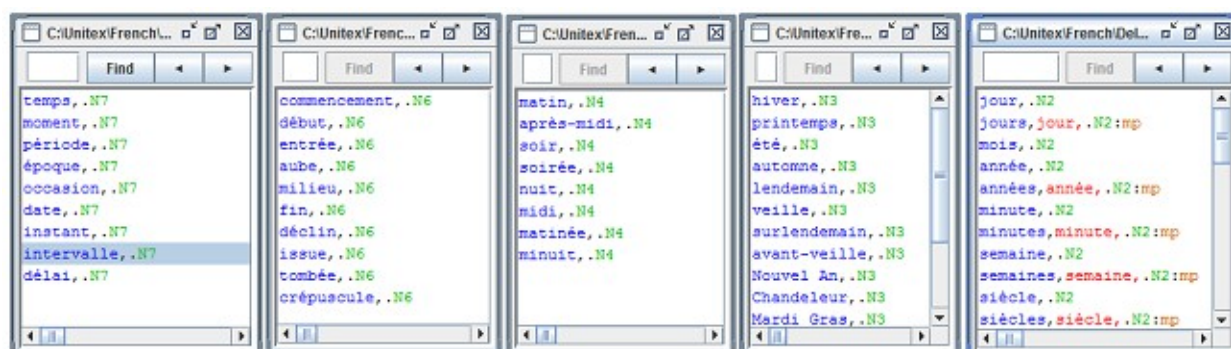 C:\Unitex\French\...
Find
temps,.N7
moment,.N7
période,.N7
époque,.N7
occasion,.N7
date,.N7
instant,.N7
intervalle,.N7
délai,.N7
C:\Unitex\Frenc...
Find
commencement,.N6
début,.N6
entrée,.N6
aube,.N6
milieu,.N6
fin,.N6
déclin,.N6
issue,.N6
tombée,.N6
crépuscule,.N6
C:\Unitex\Fren...
Find
matin,.N4
après-midi,.N4
soir,.N4
soirée,.N4
nuit,.N4
midi,.N4
matinée,.N4
minuit,.N4
C:\Unitex\Fre...
Find
hiver,.N3
printemps,.N3
été,.N3
automne,.N3
lendemain,.N3
veille,.N3
surlendemain,.N3
avant-veille,.N3
Nouvel An,.N3
Chandeleur,.N3
Mardi Gras,.N3
C:\Unitex\French\Del...
Find
jour,.N2
jours,jour,.N2:mp
mois,.N2
année,.N2
années,année,.N2:mp
minute,.N2
minutes,minute,.N2:mp
semaine,.N2
semaines,semaine,.N2:mp
siècle,.N2
siècles,siècle,.N2:mp